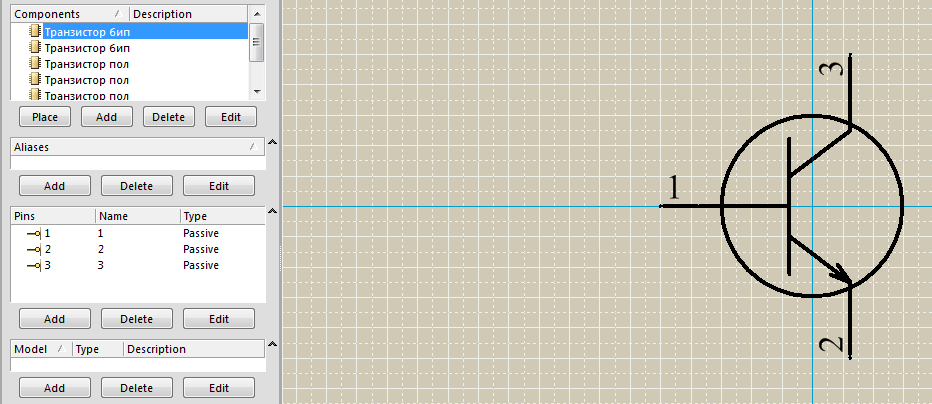 Components Description
Транзистор бип
Транзистор бип
Транзистор пол
Транзистор пол
Транзистор пол
Place Add Delete Edit
Aliases
Add Delete Edit
Pins Name Type
1 1 Passive
2 2 Passive
3 3 Passive
Add Delete Edit
Model Type Description
Add Delete Edit
3
1
2